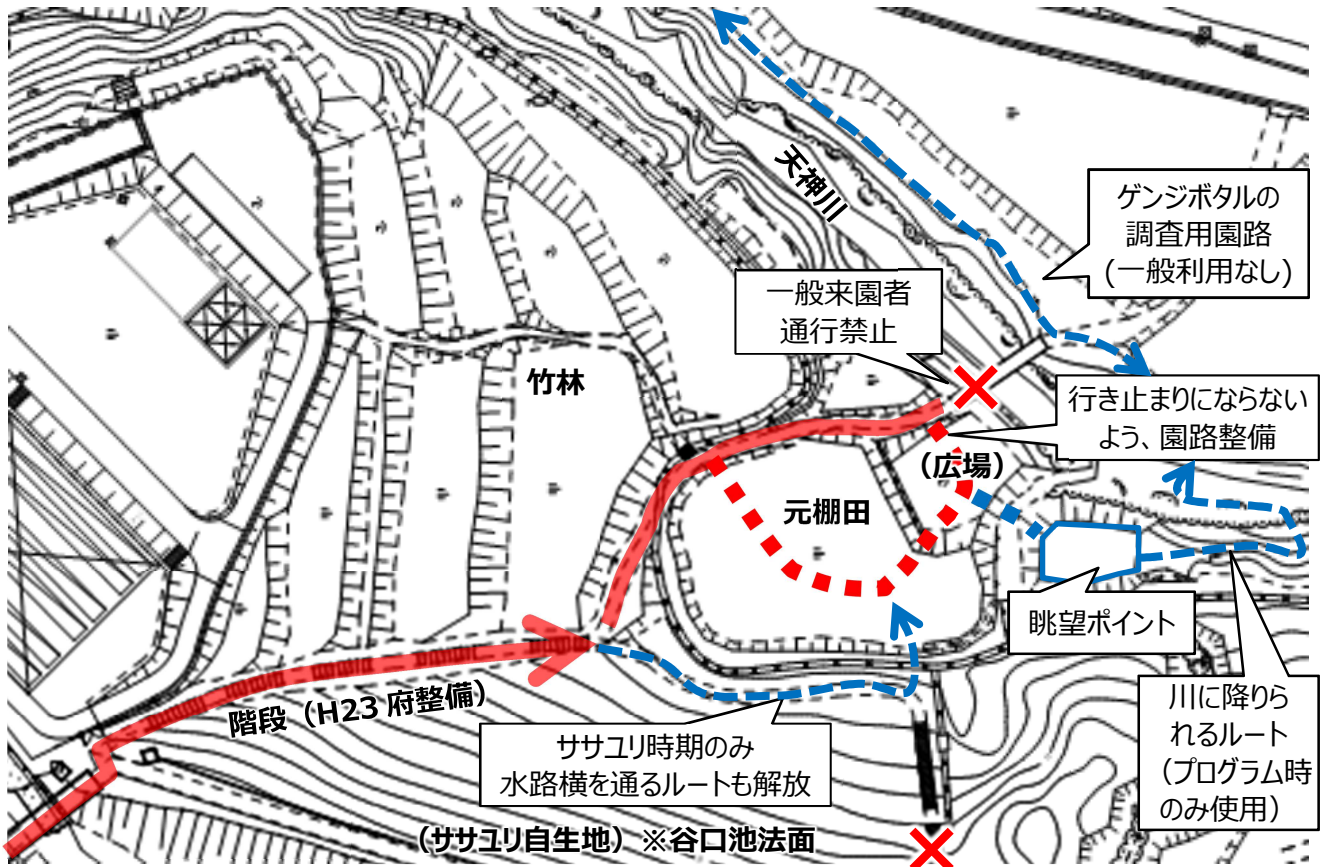 天神川
ゲンジボタルの
調査用園路
(一般利用なし)
一般来園者
通行禁止
竹林
行き止まりにならない
よう、園路整備
（広場）
元棚田
眺望ポイント
階段（H23 府整備）
川に降りら
れるルート
（プログラム時
のみ使用）
ササユリ時期のみ
水路横を通るルートも解放
（ササユリ自生地）※谷口池法面